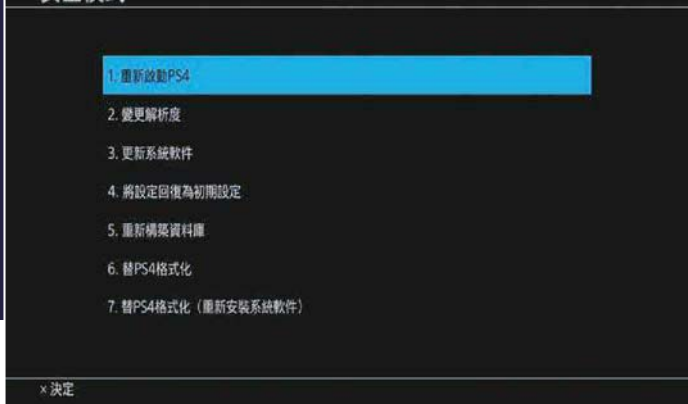 1. 重新啟動PS4
2. 變更解析度
3. 更新系統軟件
4. 將設定回復為初期設定
5. 重新構築資料庫
6. 替PS4格式化
7. 替PS4格式化（重新安裝系統軟件）
×決定